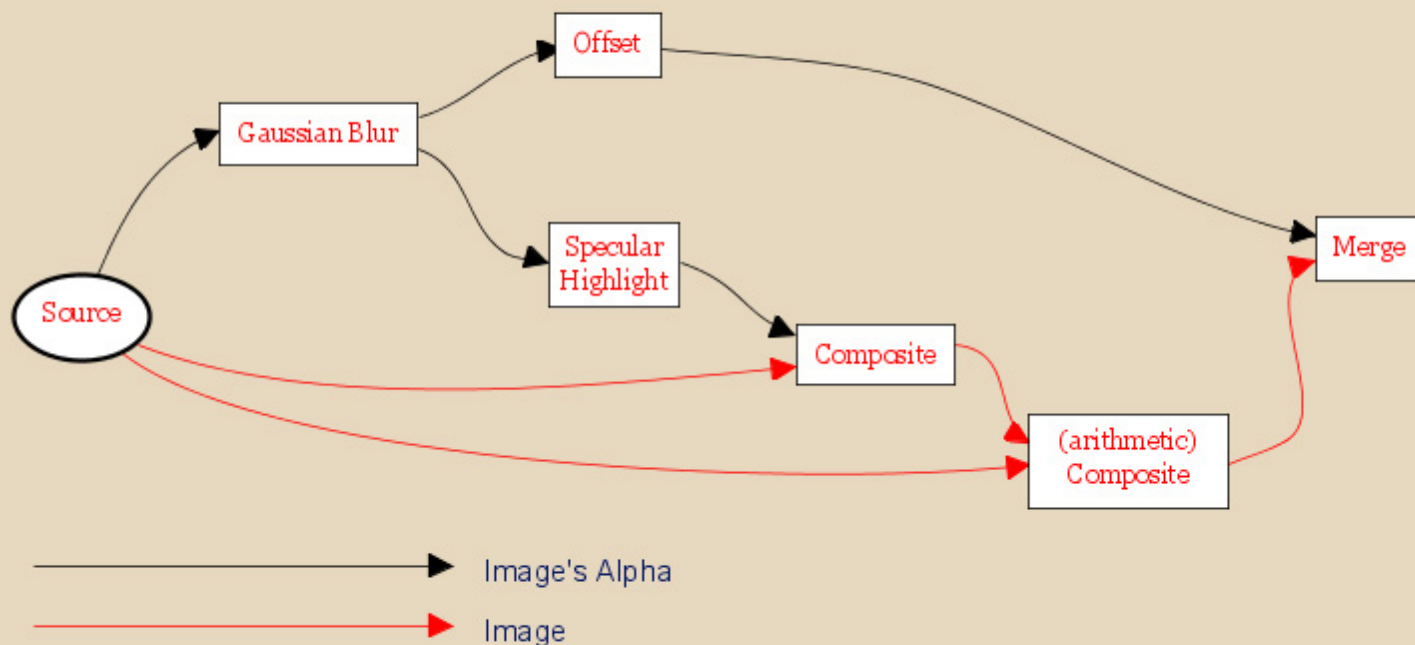 Offset
Gaussian Blur
Specular
Highlight
Merge
Source
Composite
(arithmetic)
Composite
Image's Alpha
Image